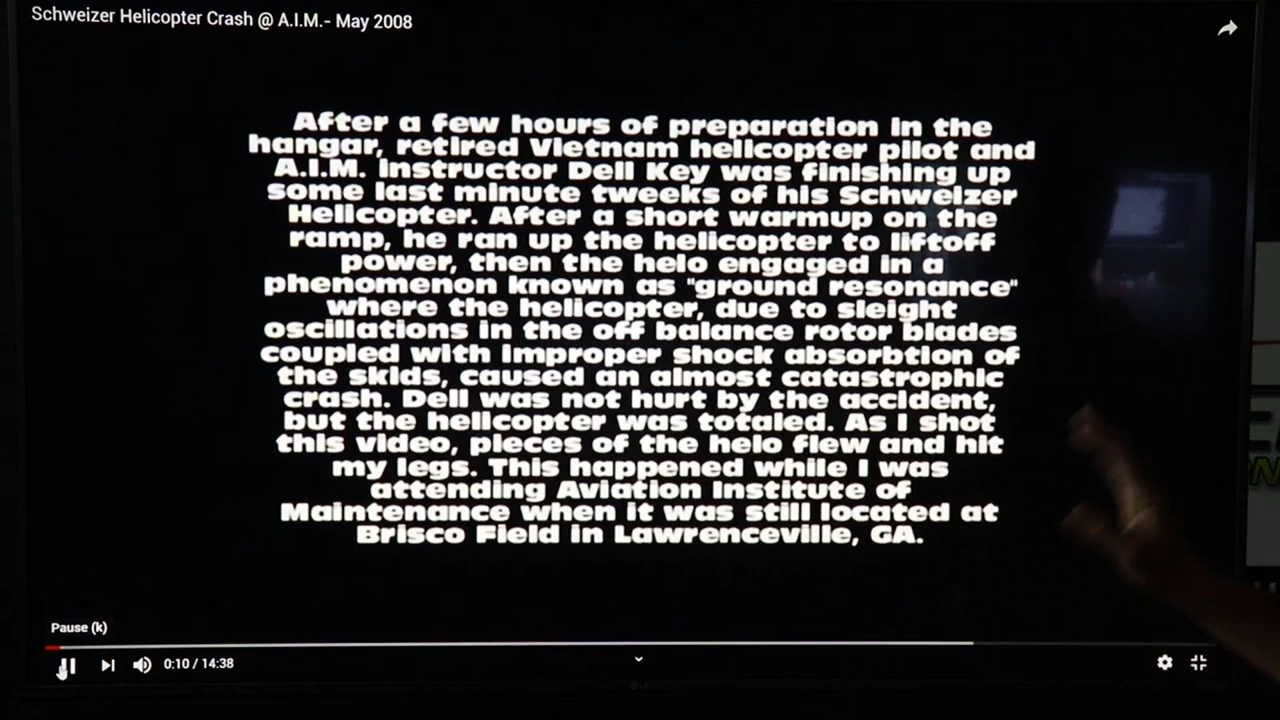 Schweizer Helicopter Crash @ A.I.M.- May 2008
After a few hours of preparation in the
hangar, retired Vietnam helicopter pilot and
A.I.M. Instructor Dell Key was finishing up
some last minute tweeks of his Schweizer
Helicopter. After a short warmup on the
ramp, he ran up the helicopter to liftoff
power, then the helo engaged in a
phenomenon known as "ground resonance"
where the helicopter, due to sleight
oscillations in the off balance rotor blades
coupled with improper shock absorbtion of
the skids, caused an almost catastrophic
crash. Dell was not hurt by the accident,
but the helicopter was totaled. As I shot
this video, pieces of the helo flew and hit
my legs. This happened while I was
attending Aviation Institute of
Maintenance when it was still located at
Brisco Field in Lawrenceville, GA.
Pause (k)
0:10 / 14:38